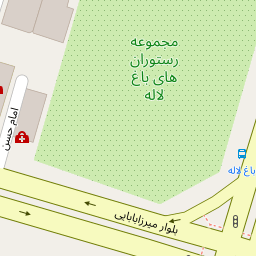 مجموعه
رستوران
های باغ
لاله
امام حسن
باغ لاله
بلوار میرزابابایی